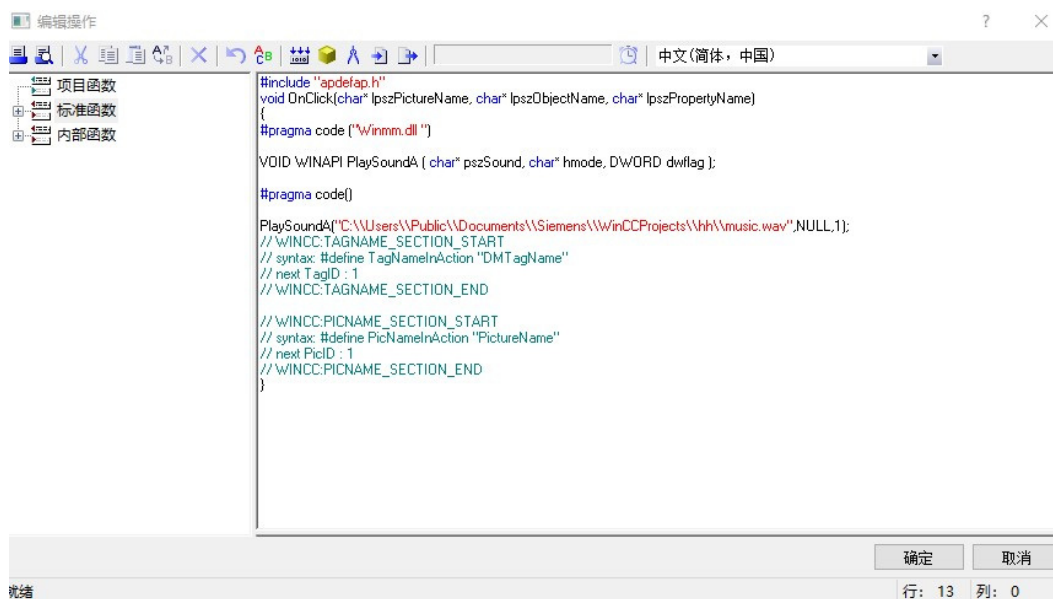 编辑操作
?
中文(简体，中国)
项目函数
标准函数
内部函数
#include "apdefap.h"
void OnClick(char* lpszPictureName, char* lpszObjectName, char* lpszPropertyName)
{
#pragma code ("Winmm.dll ")
VOID WINAPI PlaySoundA ( char* pszSound, char* hmode, DWORD dwflag );
#pragma code()
PlaySoundA("C:\\Users\\Public\\Documents\\Siemens\\WinCCProjects\\hh\\music.wav",NULL,1);
// WINCC:TAGNAME_SECTION_START
// syntax: #define TagNameInAction "DMTagName"
// next TagID : 1
// WINCC:TAGNAME_SECTION_END
// WINCC:PICNAME_SECTION_START
// syntax: #define PicNameInAction "PictureName"
// next PicID : 1
// WINCC:PICNAME_SECTION_END
}
确定 取消
就绪 行: 13 列: 0